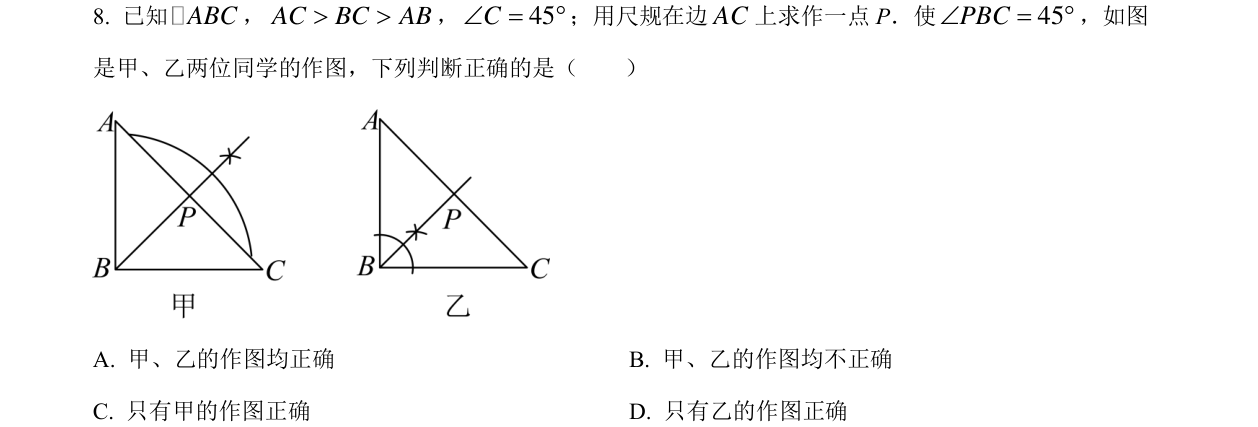 8. 已知□ABC，AC > BC > AB，∠C = 45°；用尺规在边 AC 上求作一点 P．使∠PBC = 45°，如图
是甲、乙两位同学的作图，下列判断正确的是（　　）
A
P
B
C
甲
A
P
B
C
乙
A. 甲、乙的作图均正确
B. 甲、乙的作图均不正确
C. 只有甲的作图正确
D. 只有乙的作图正确